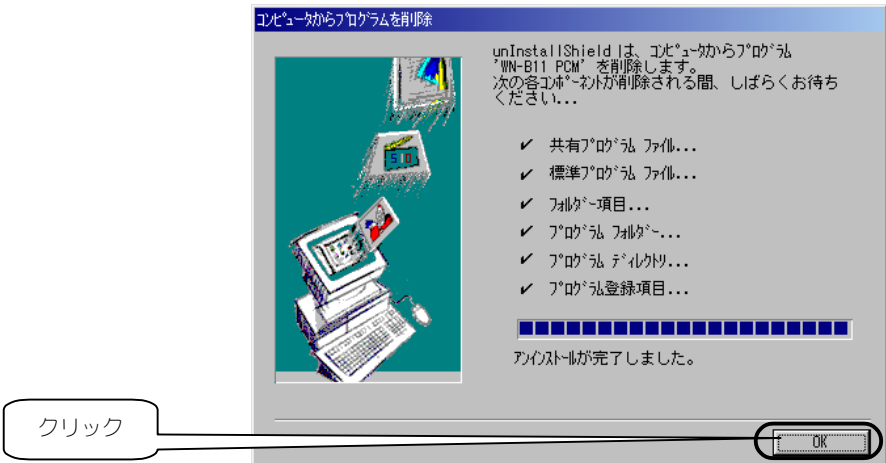 ｺﾝﾋﾟｭｰﾀからﾌﾟﾛｸﾞﾗﾑを削除
unInstallShield は、ｺﾝﾋﾟｭｰﾀからﾌﾟﾛｸﾞﾗﾑ
'WN-B11 PCM' を削除します。
次の各ｺﾝﾎﾟｰﾈﾝﾄが削除される間、しばらくお待ち
ください...
✔ 共有ﾌﾟﾛｸﾞﾗﾑ ﾌｧｲﾙ...
✔ 標準ﾌﾟﾛｸﾞﾗﾑ ﾌｧｲﾙ...
✔ ﾌｫﾙﾀﾞｰ項目...
✔ ﾌﾟﾛｸﾞﾗﾑ ﾌｫﾙﾀﾞｰ...
✔ ﾌﾟﾛｸﾞﾗﾑ ﾃﾞｨﾚｸﾄﾘ...
✔ ﾌﾟﾛｸﾞﾗﾑ登録項目...
ｱﾝｲﾝｽﾄｰﾙが完了しました。
クリック
OK